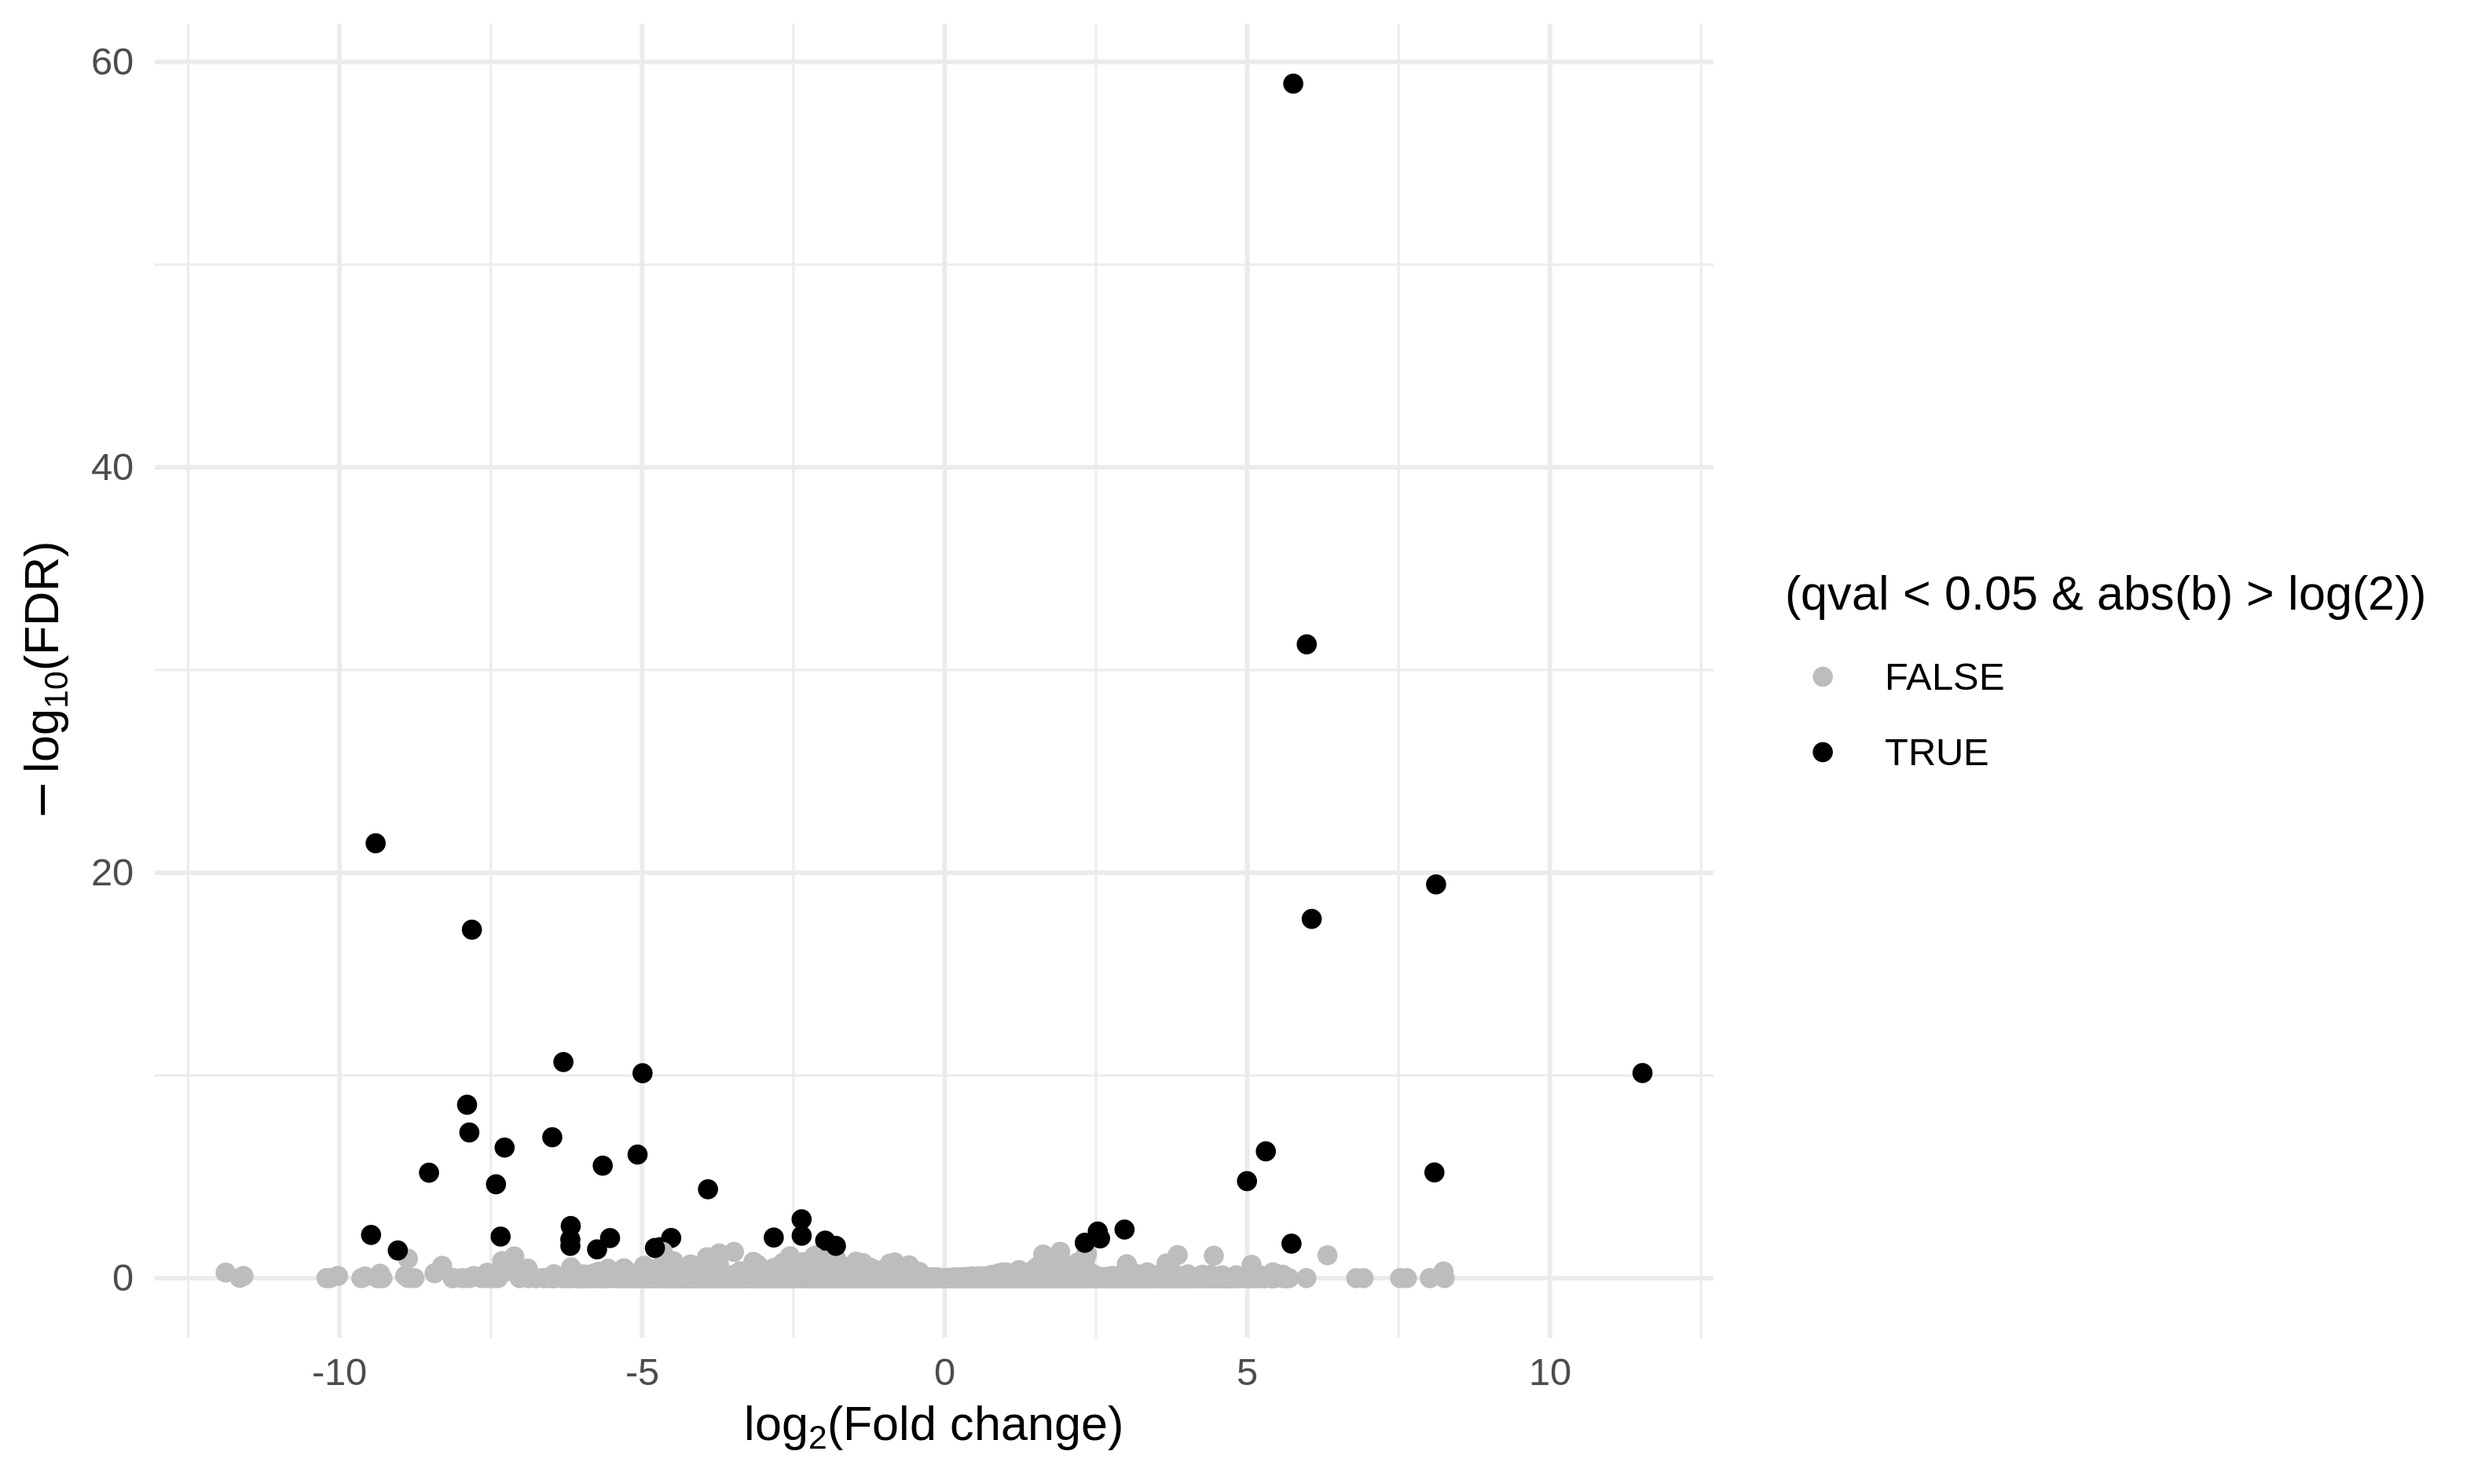 60
40
20
0
− log10(FDR)
-10 -5 0 5 10
log2(Fold change)
(qval < 0.05 & abs(b) > log(2))
FALSE
TRUE